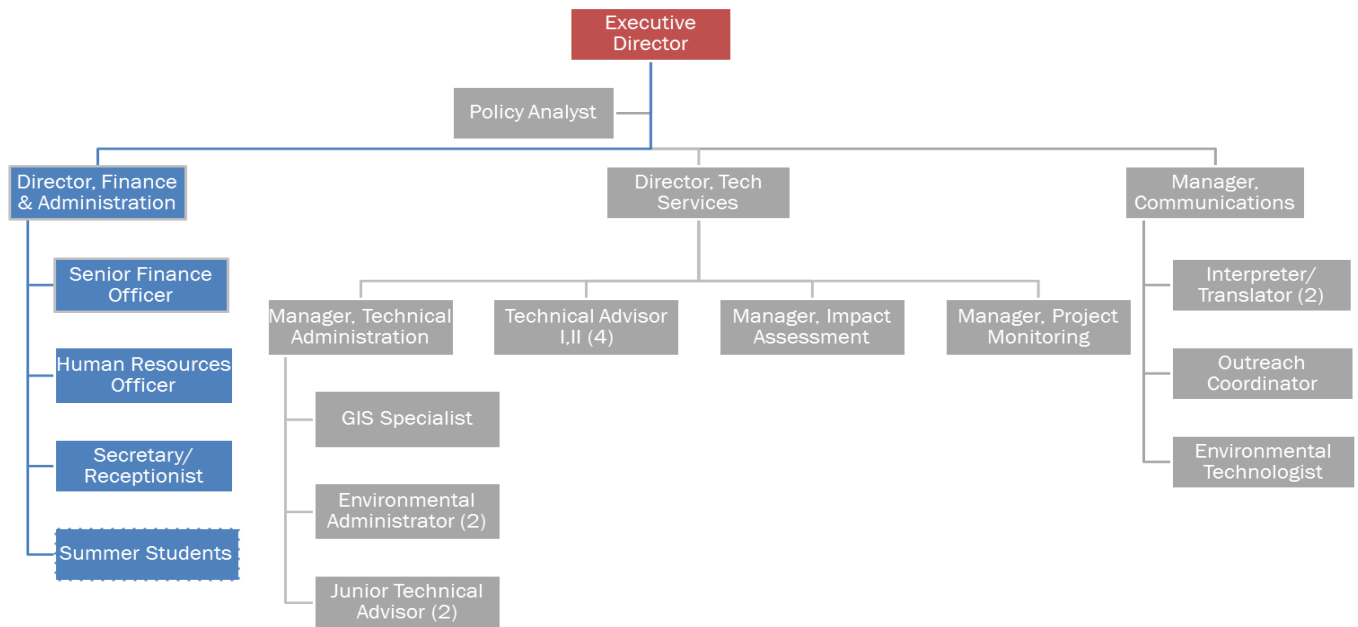 Executive
Director
Policy Analyst
Director, Finance
& Administration
Director, Tech
Services
Manager,
Communications
Senior Finance
Officer
Human Resources
Officer
Secretary/
Receptionist
Summer Students
Manager, Technical
Administration
Technical Advisor
I,II (4)
Manager, Impact
Assessment
Manager, Project
Monitoring
GIS Specialist
Environmental
Administrator (2)
Junior Technical
Advisor (2)
Interpreter/
Translator (2)
Outreach
Coordinator
Environmental
Technologist